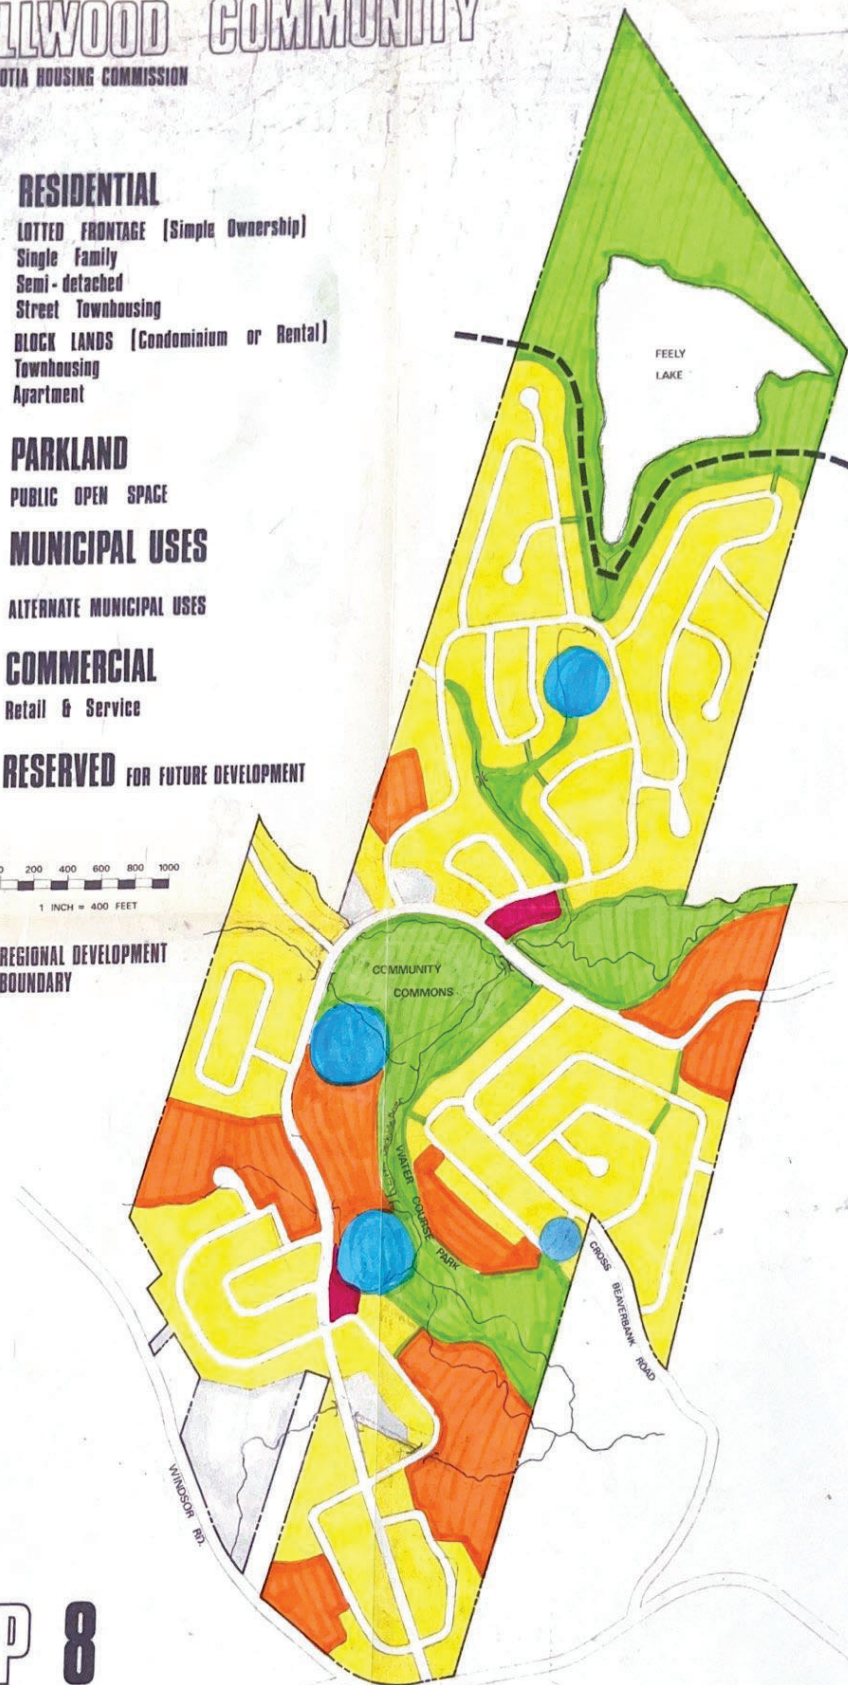 LLWOOD COMMUNITY
OTIA HOUSING COMMISSION
RESIDENTIAL
LOTTED FRONTAGE (Simple Ownership)
Single Family
Semi-detached
Street Townhousing
BLOCK LANDS (Condominium or Rental)
Townhousing
Apartment
PARKLAND
PUBLIC OPEN SPACE
MUNICIPAL USES
ALTERNATE MUNICIPAL USES
COMMERCIAL
Retail & Service
RESERVED FOR FUTURE DEVELOPMENT
0 200 400 600 800 1000
1 INCH = 400 FEET
REGIONAL DEVELOPMENT
BOUNDARY
FEELY
LAKE
COMMUNITY
COMMONS
WATER COURSE PARK
CROSS BEAVERBANK ROAD
WINDSOR RD.
P 8